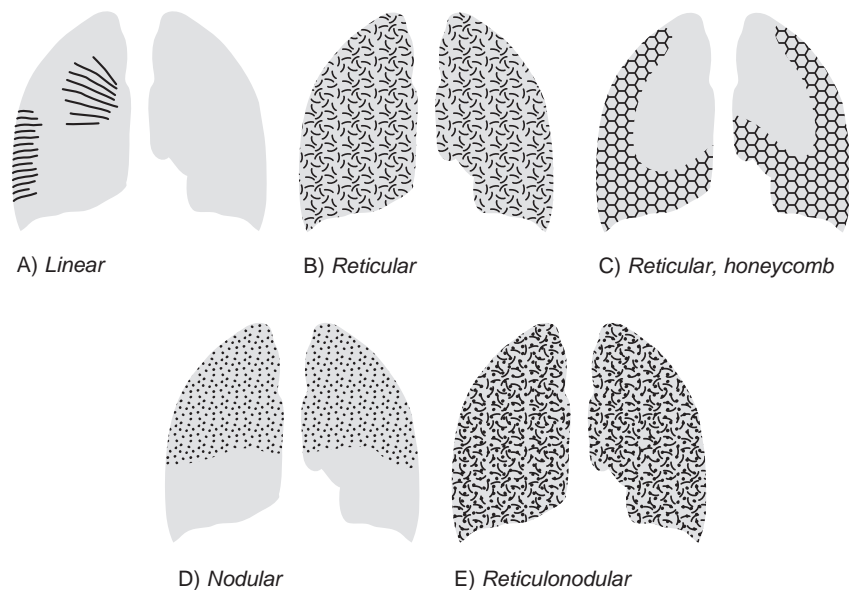 A) Linear
B) Reticular
C) Reticular, honeycomb
D) Nodular
E) Reticulonodular